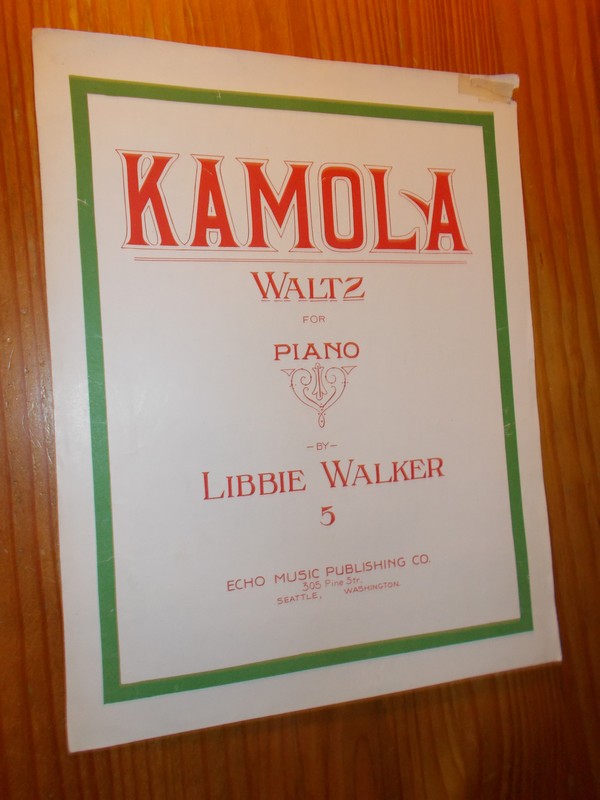 KAMOLA
WALTZ
FOR
PIANO
-BY-
LIBBIE WALKER
5
ECHO MUSIC PUBLISHING CO.
305 Pine Str.
SEATTLE, WASHINGTON.